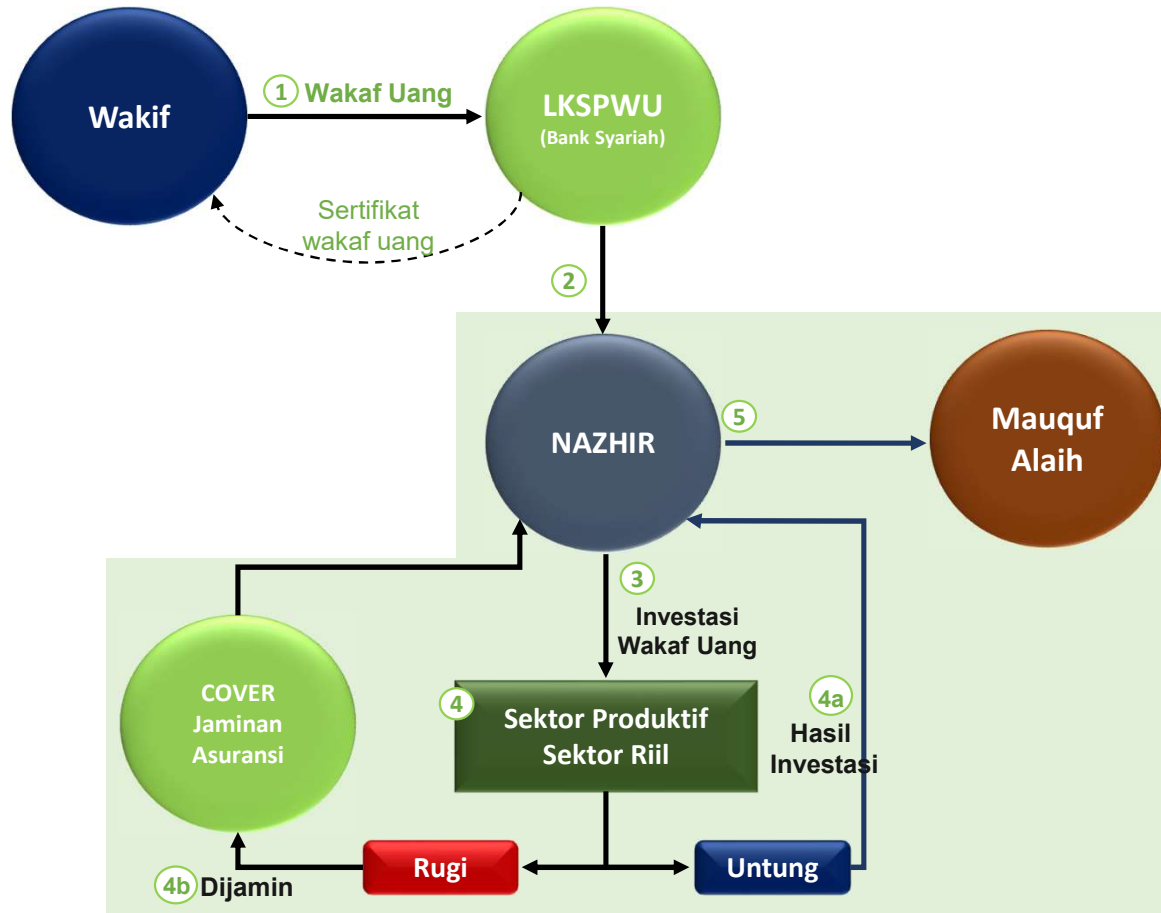 Wakif
1 Wakaf Uang
LKSPWU
(Bank Syariah)
Sertifikat
wakaf uang
2
NAZHIR
5
Mauquf
Alaih
3
Investasi
Wakaf Uang
COVER
Jaminan
Asuransi
4
Sektor Produktif
Sektor Riil
4a
Hasil
Investasi
Rugi
Untung
4b Dijamin